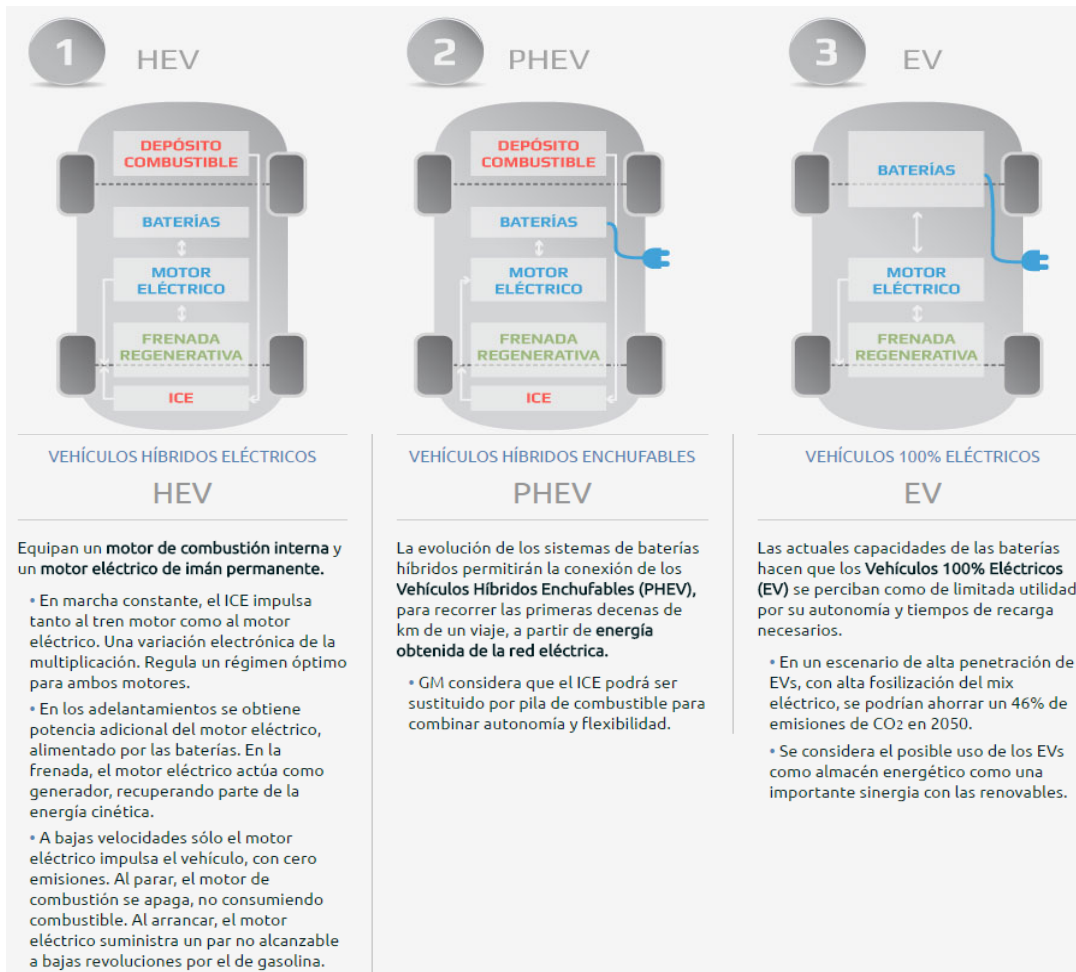 1
HEV
DEPÓSITO
COMBUSTIBLE
BATERÍAS
MOTOR
ELÉCTRICO
FRENADA
REGENERATIVA
ICE
VEHÍCULOS HÍBRIDOS ELÉCTRICOS
HEV
Equipan un motor de combustión interna y
un motor eléctrico de imán permanente.
• En marcha constante, el ICE impulsa
tanto al tren motor como al motor
eléctrico. Una variación electrónica de la
multiplicación. Regula un régimen óptimo
para ambos motores.
• En los adelantamientos se obtiene
potencia adicional del motor eléctrico,
alimentado por las baterías. En la
frenada, el motor eléctrico actúa como
generador, recuperando parte de la
energía cinética.
• A bajas velocidades sólo el motor
eléctrico impulsa el vehículo, con cero
emisiones. Al parar, el motor de
combustión se apaga, no consumiendo
combustible. Al arrancar, el motor
eléctrico suministra un par no alcanzable
a bajas revoluciones por el de gasolina.
2
PHEV
DEPÓSITO
COMBUSTIBLE
BATERÍAS
MOTOR
ELÉCTRICO
FRENADA
REGENERATIVA
ICE
VEHÍCULOS HÍBRIDOS ENCHUFABLES
PHEV
La evolución de los sistemas de baterías
híbridos permitirán la conexión de los
Vehículos Híbridos Enchufables (PHEV),
para recorrer las primeras decenas de
km de un viaje, a partir de energía
obtenida de la red eléctrica.
• GM considera que el ICE podrá ser
sustituido por pila de combustible para
combinar autonomía y flexibilidad.
3
EV
BATERÍAS
MOTOR
ELÉCTRICO
FRENADA
REGENERATIVA
VEHÍCULOS 100% ELÉCTRICOS
EV
Las actuales capacidades de las baterías
hacen que los Vehículos 100% Eléctricos
(EV) se perciban como de limitada utilidad
por su autonomía y tiempos de recarga
necesarios.
• En un escenario de alta penetración de
EVs, con alta fosilización del mix
eléctrico, se podrían ahorrar un 46% de
emisiones de CO2 en 2050.
• Se considera el posible uso de los EVs
como almacén energético como una
importante sinergia con las renovables.